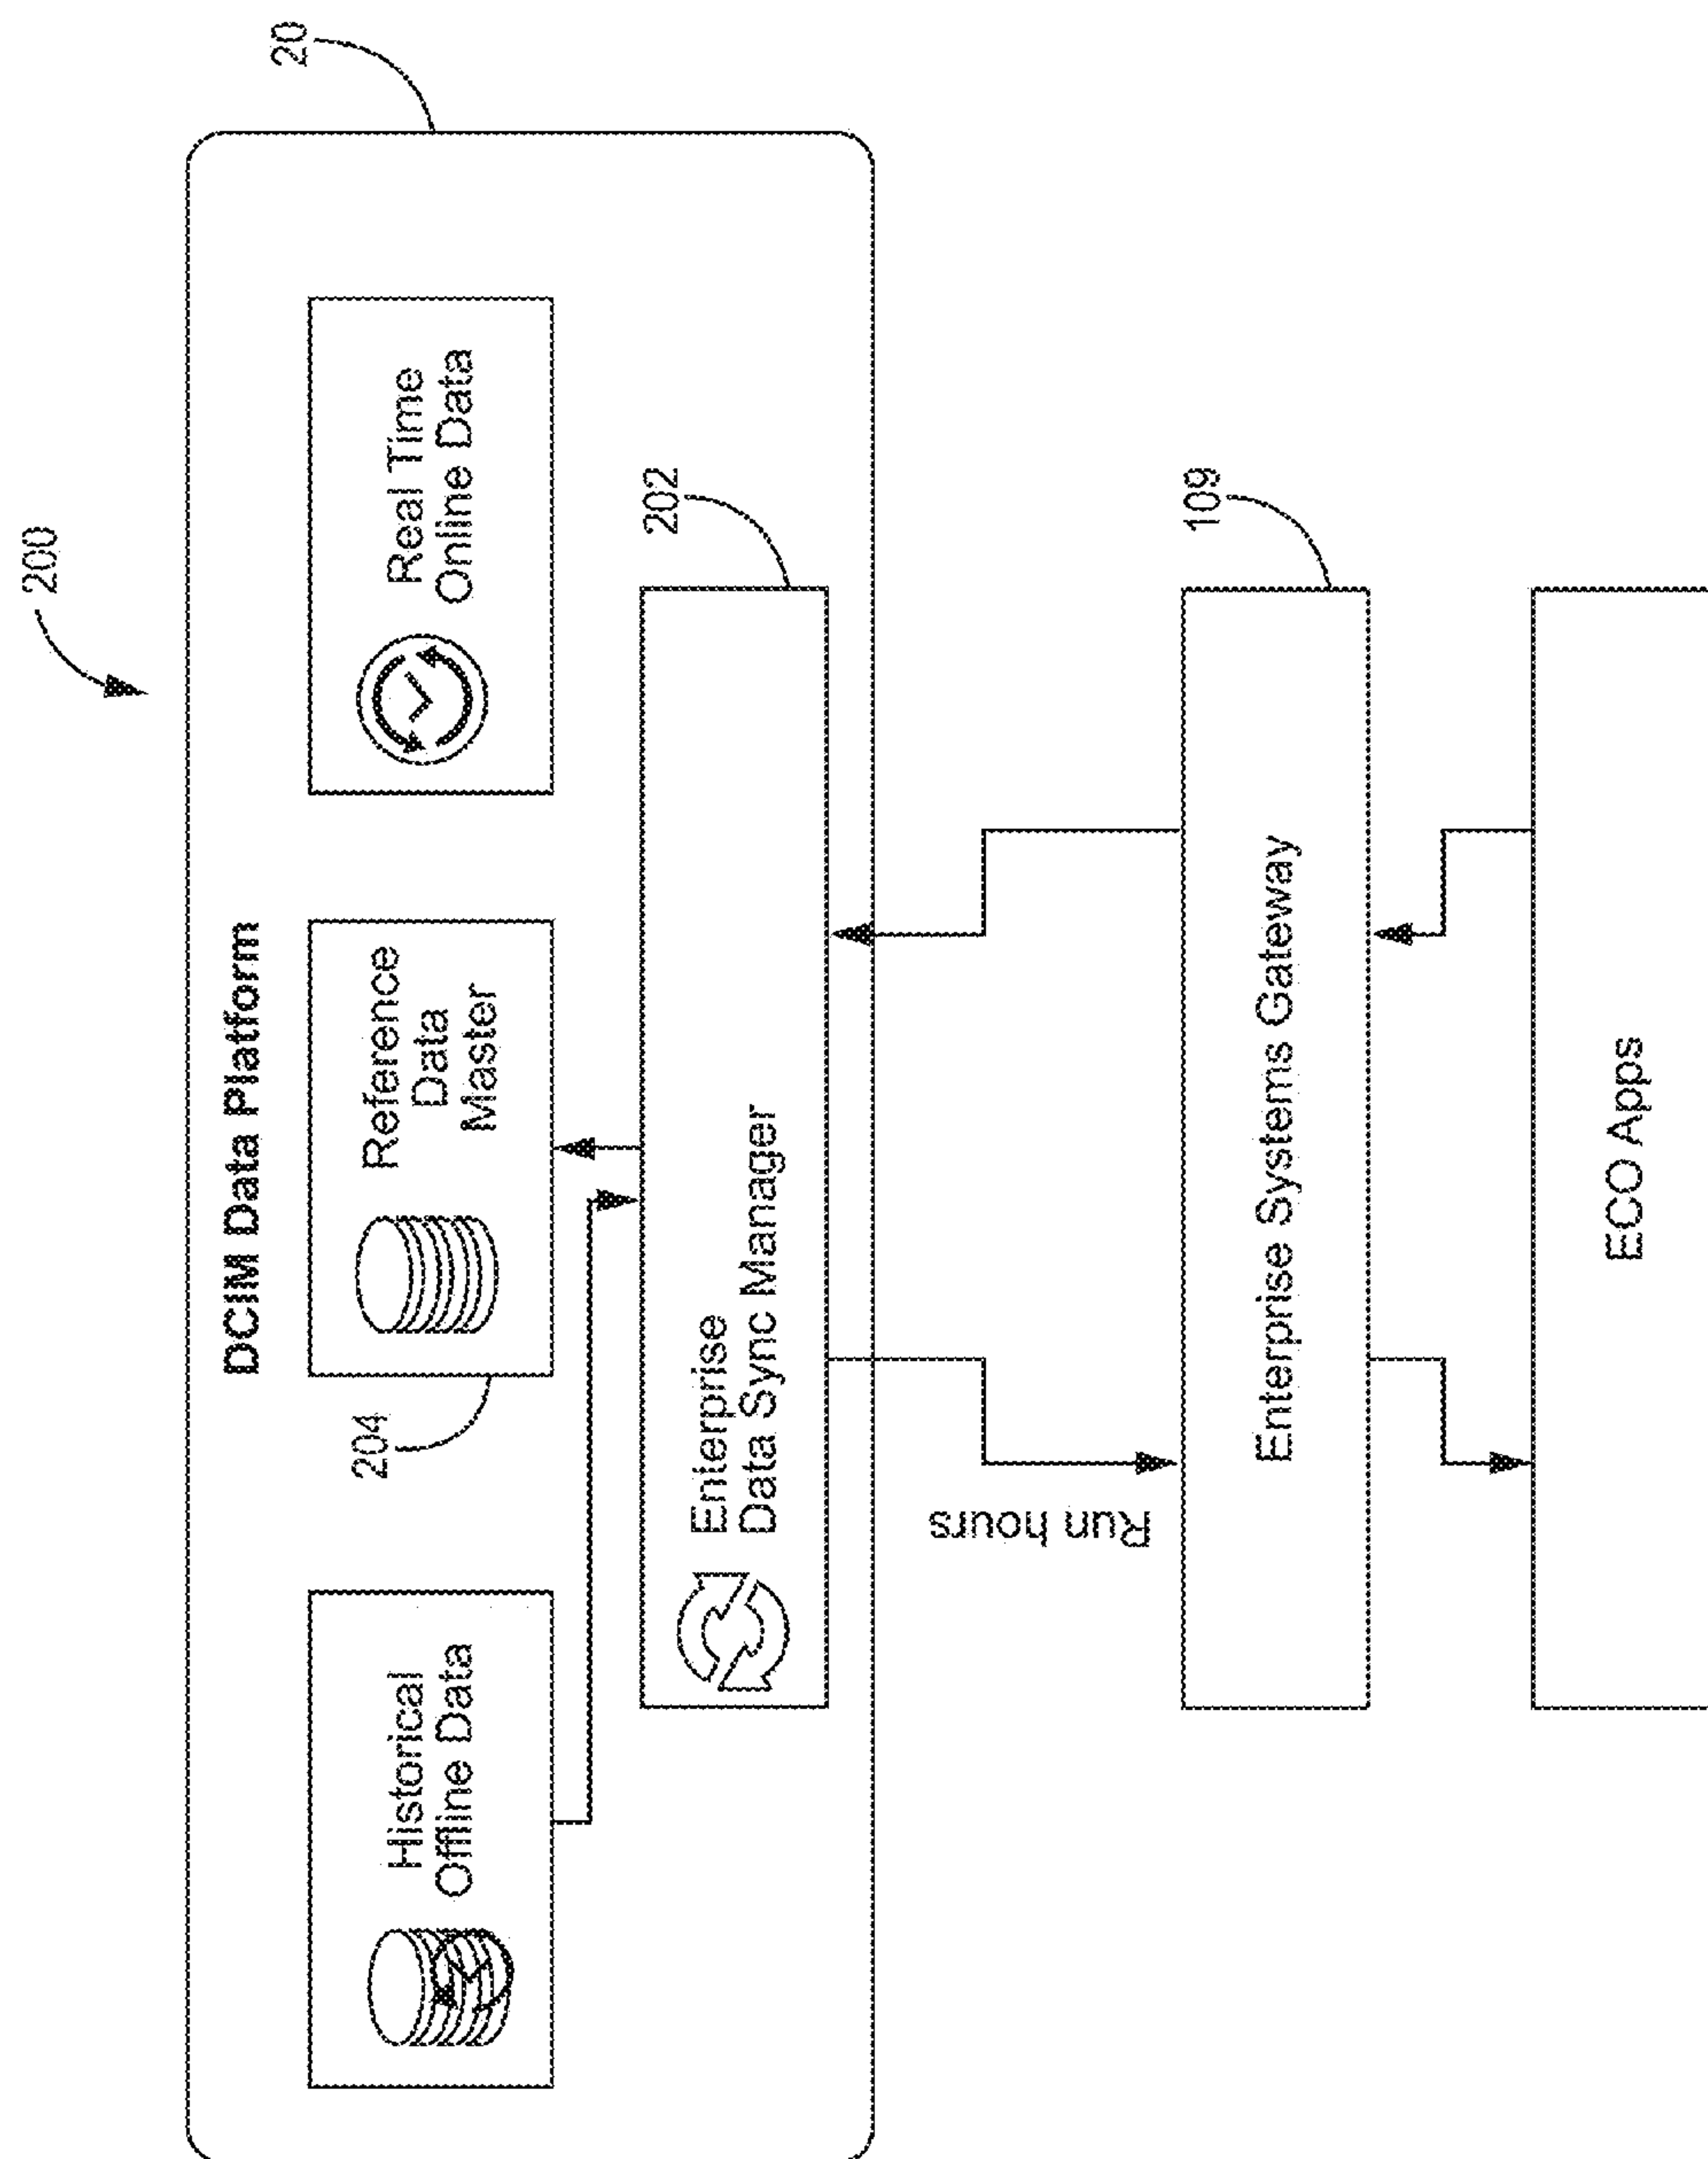 200
20
DCIM Data Platform
Historical
Offline Data
204
Reference
Data
Master
Real Time
Online Data
Enterprise
Data Sync Manager
202
Run hours
Enterprise Systems Gateway
109
ECO Apps